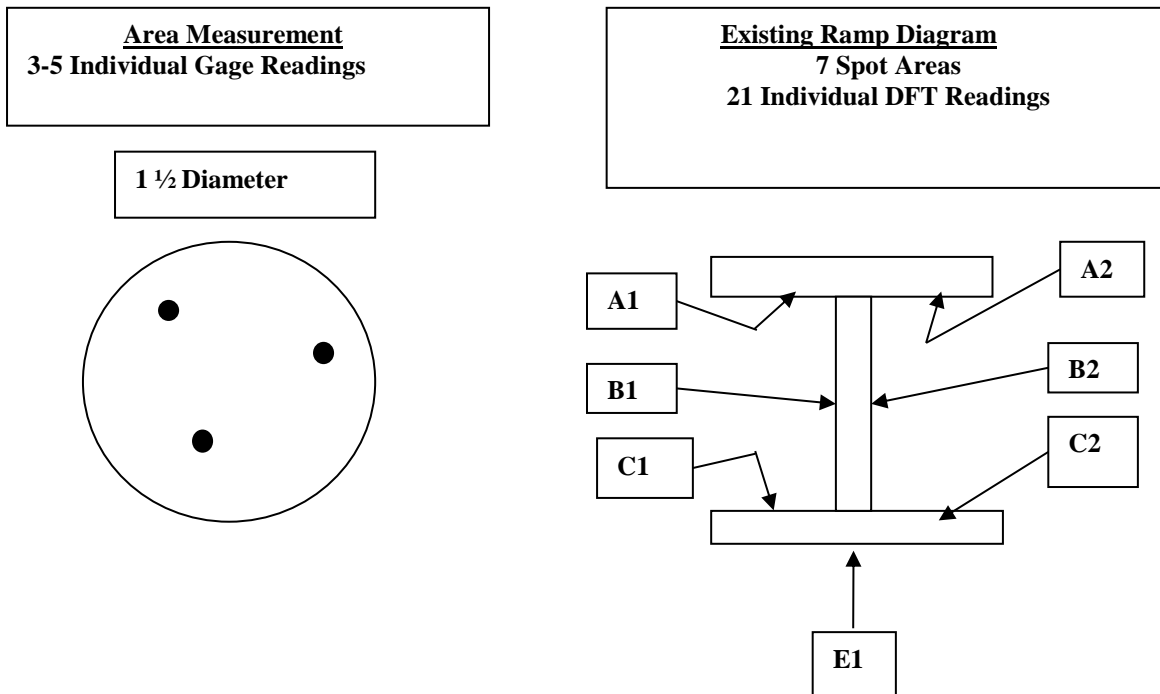 Area Measurement
3-5 Individual Gage Readings
1 ½ Diameter
Existing Ramp Diagram
7 Spot Areas
21 Individual DFT Readings
A1
A2
B1
B2
C1
C2
E1